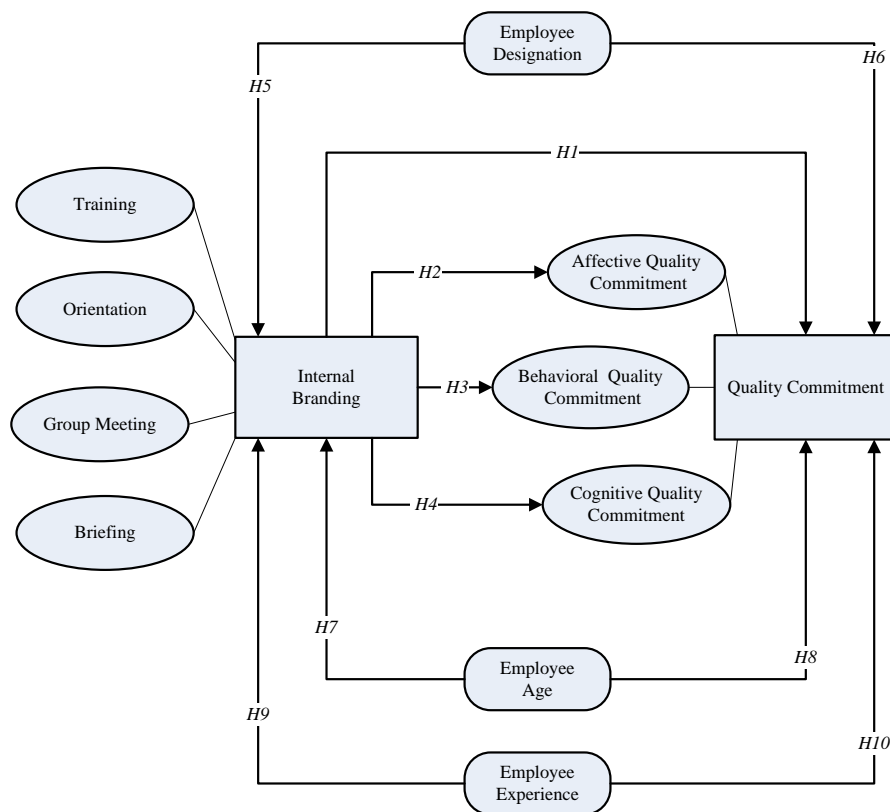 Employee
Designation
H5
H6
H1
Training
Affective Quality
Commitment
H2
Orientation
Internal
Branding
H3
Behavioral Quality
Commitment
Quality Commitment
Group Meeting
H4
Cognitive Quality
Commitment
Briefing
H7
H8
Employee
Age
H9
H10
Employee
Experience